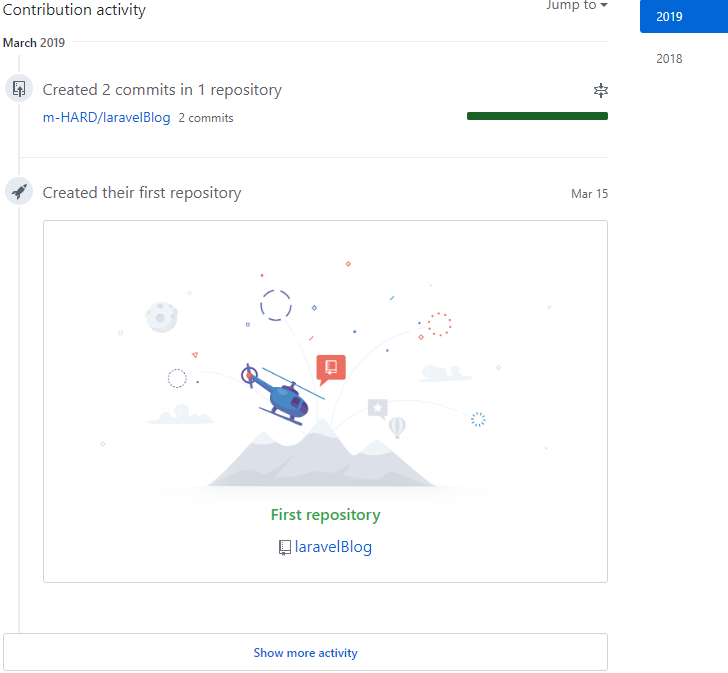 Contribution activity
Jump to
2019
2018
March 2019
Created 2 commits in 1 repository
m-HARD/laravelBlog 2 commits
Created their first repository
Mar 15
First repository
laravelBlog
Show more activity